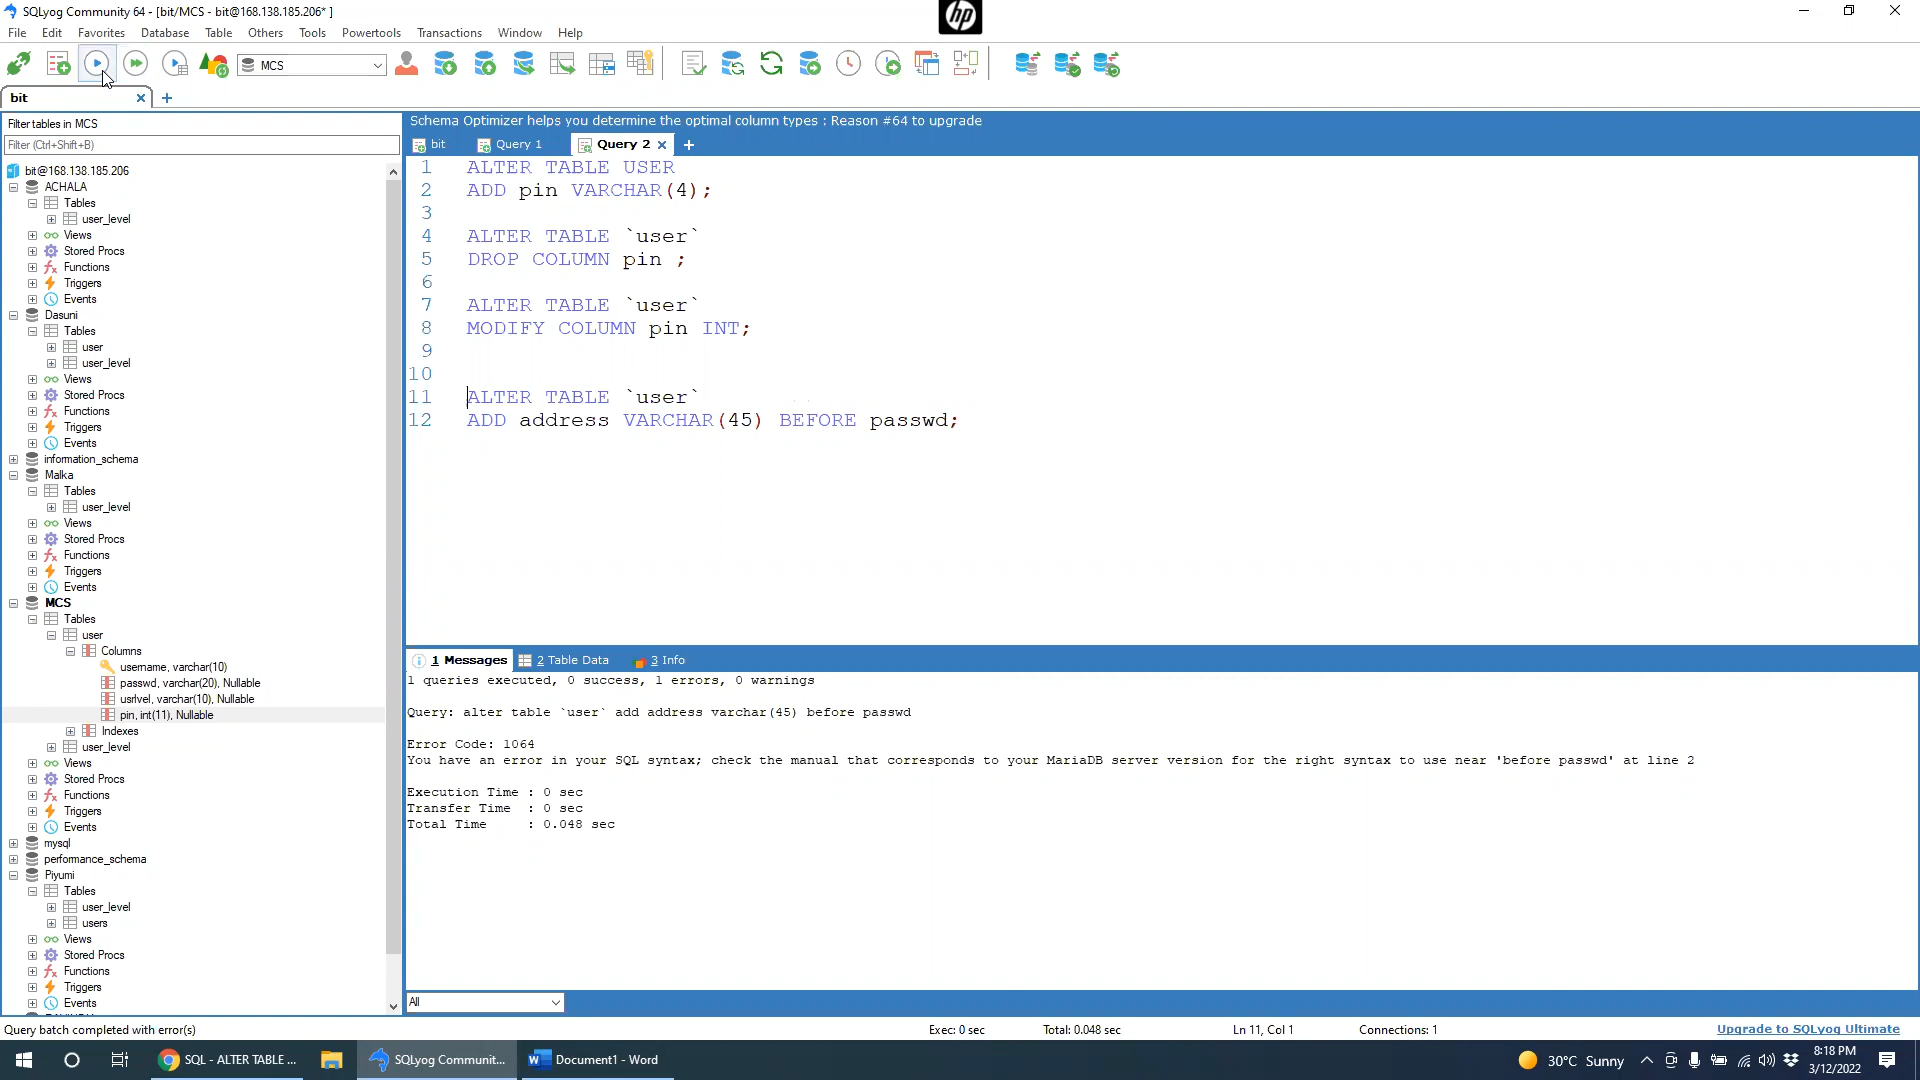 SQLyog Community 64 - [bit/MCS - bit@168.138.185.206* ]
hp
File Edit Favorites Database Table Others Tools Powertools Transactions Window Help
MCS
bit
Filter tables in MCS
Filter (Ctrl+Shift+B)
bit@168.138.185.206
ACHALA
Tables
user_level
Views
Stored Procs
Functions
Triggers
Events
Dasuni
Tables
user
user_level
Views
Stored Procs
Functions
Triggers
Events
information_schema
Malka
Tables
user_level
Views
Stored Procs
Functions
Triggers
Events
MCS
Tables
user
Columns
username, varchar(10)
passwd, varchar(20), Nullable
usrlvel, varchar(10), Nullable
pin, int(11), Nullable
Indexes
user_level
Views
Stored Procs
Functions
Triggers
Events
mysql
performance_schema
Piyumi
Tables
user_level
users
Views
Stored Procs
Functions
Triggers
Events
Schema Optimizer helps you determine the optimal column types : Reason #64 to upgrade
bit Query 1 Query 2
1 ALTER TABLE USER
2 ADD pin VARCHAR(4);
3
4 ALTER TABLE `user`
5 DROP COLUMN pin ;
6
7 ALTER TABLE `user`
8 MODIFY COLUMN pin INT;
9
10
11 ALTER TABLE `user`
12 ADD address VARCHAR(45) BEFORE passwd;
1 Messages 2 Table Data 3 Info
1 queries executed, 0 success, 1 errors, 0 warnings
Query: alter table `user` add address varchar(45) before passwd
Error Code: 1064
You have an error in your SQL syntax; check the manual that corresponds to your MariaDB server version for the right syntax to use near 'before passwd' at line 2
Execution Time : 0 sec
Transfer Time : 0 sec
Total Time : 0.048 sec
All
Query batch completed with error(s) Exec: 0 sec Total: 0.048 sec Ln 11, Col 1 Connections: 1 Upgrade to SQLyog Ultimate
SQL - ALTER TABLE ... SQLyog Communit... Document1 - Word 30°C Sunny 8:18 PM
3/12/2022